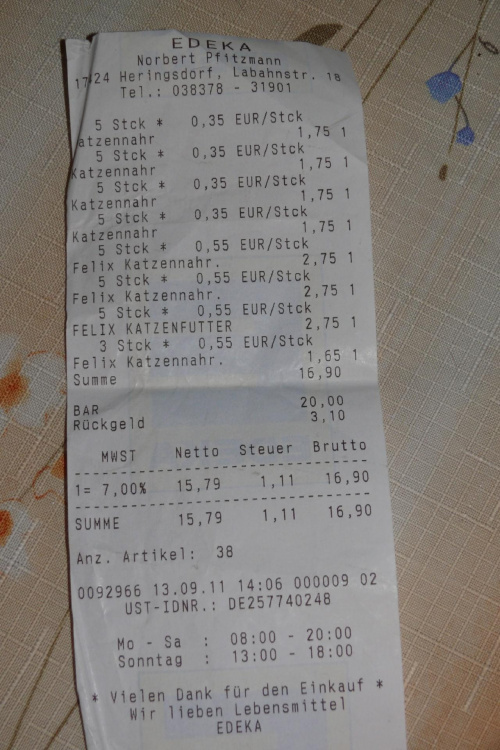 EDEKA
Norbert Pfitzmann
17424 Heringsdorf, Labahnstr. 18
Tel.: 038378 - 31901
5 Stck * 0,35 EUR/Stck
atzennahr 1,75 1
5 Stck * 0,35 EUR/Stck
Katzennahr 1,75 1
5 Stck * 0,35 EUR/Stck
Katzennahr 1,75 1
5 Stck * 0,35 EUR/Stck
Katzennahr 1,75 1
5 Stck * 0,55 EUR/Stck
Felix Katzennahr. 2,75 1
5 Stck * 0,55 EUR/Stck
Felix Katzennahr. 2,75 1
5 Stck * 0,55 EUR/Stck
FELIX KATZENFUTTER 2,75 1
3 Stck * 0,55 EUR/Stck
Felix Katzennahr. 1,65 1
Summe 16,90
BAR 20,00
Rückgeld 3,10
MWST Netto Steuer Brutto
1= 7,00% 15,79 1,11 16,90
SUMME 15,79 1,11 16,90
Anz. Artikel: 38
0092966 13.09.11 14:06 000009 02
UST-IDNR.: DE257740248
Mo - Sa : 08:00 - 20:00
Sonntag : 13:00 - 18:00
* Vielen Dank für den Einkauf *
Wir lieben Lebensmittel
EDEKA